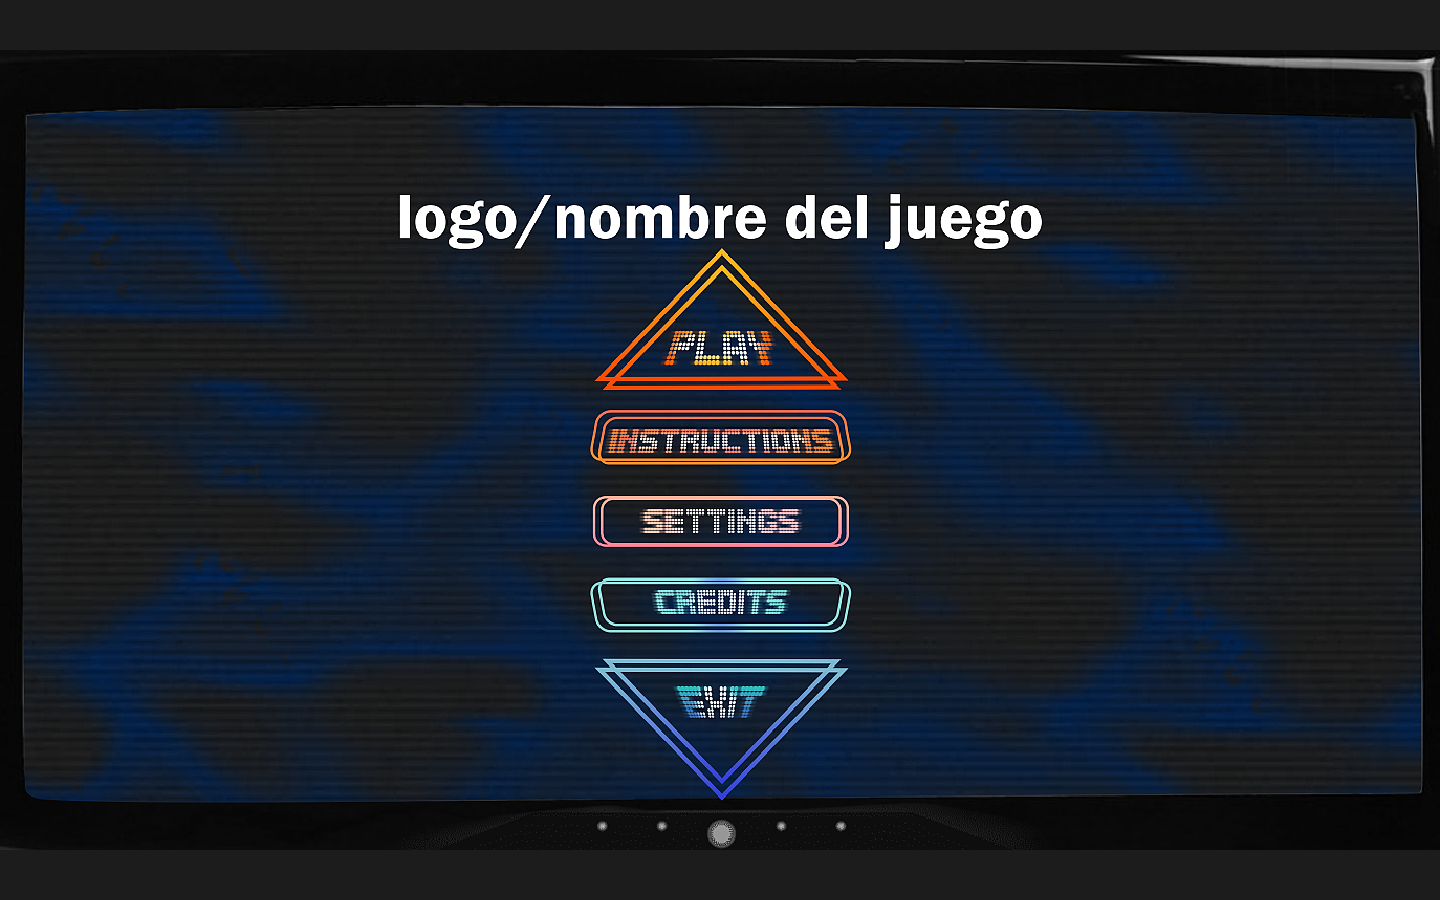 logo/nombre del juego
PLAY
INSTRUCTIONS
SETTINGS
CREDITS
EXIT